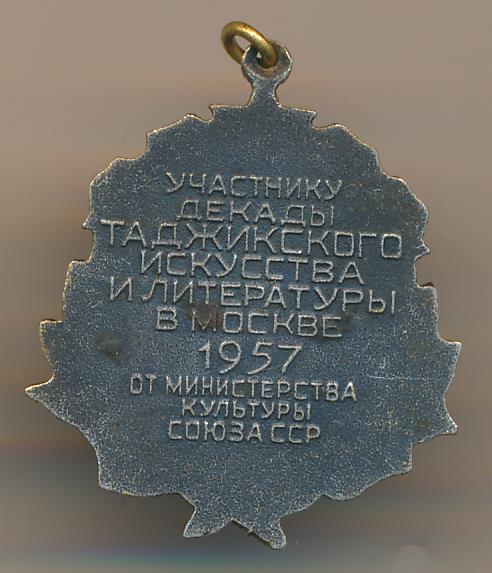 УЧАСТНИКУ
ДЕКАДЫ
ТАДЖИКСКОГО
ИСКУССТВА
И ЛИТЕРАТУРЫ
В МОСКВЕ
1957
ОТ МИНИСТЕРСТВА
КУЛЬТУРЫ
СОЮЗА ССР